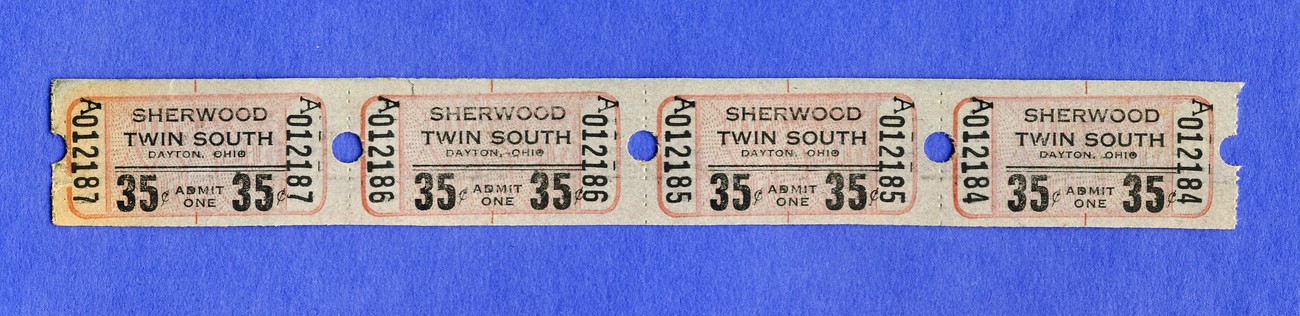 A012187
SHERWOOD
TWIN SOUTH
DAYTON, OHIO
35¢ ADMIT ONE 35¢
A012187
A012186
SHERWOOD
TWIN SOUTH
DAYTON, OHIO
35¢ ADMIT ONE 35¢
A012186
A012185
SHERWOOD
TWIN SOUTH
DAYTON, OHIO
35¢ ADMIT ONE 35¢
A012185
A012184
SHERWOOD
TWIN SOUTH
DAYTON, OHIO
35¢ ADMIT ONE 35¢
A012184